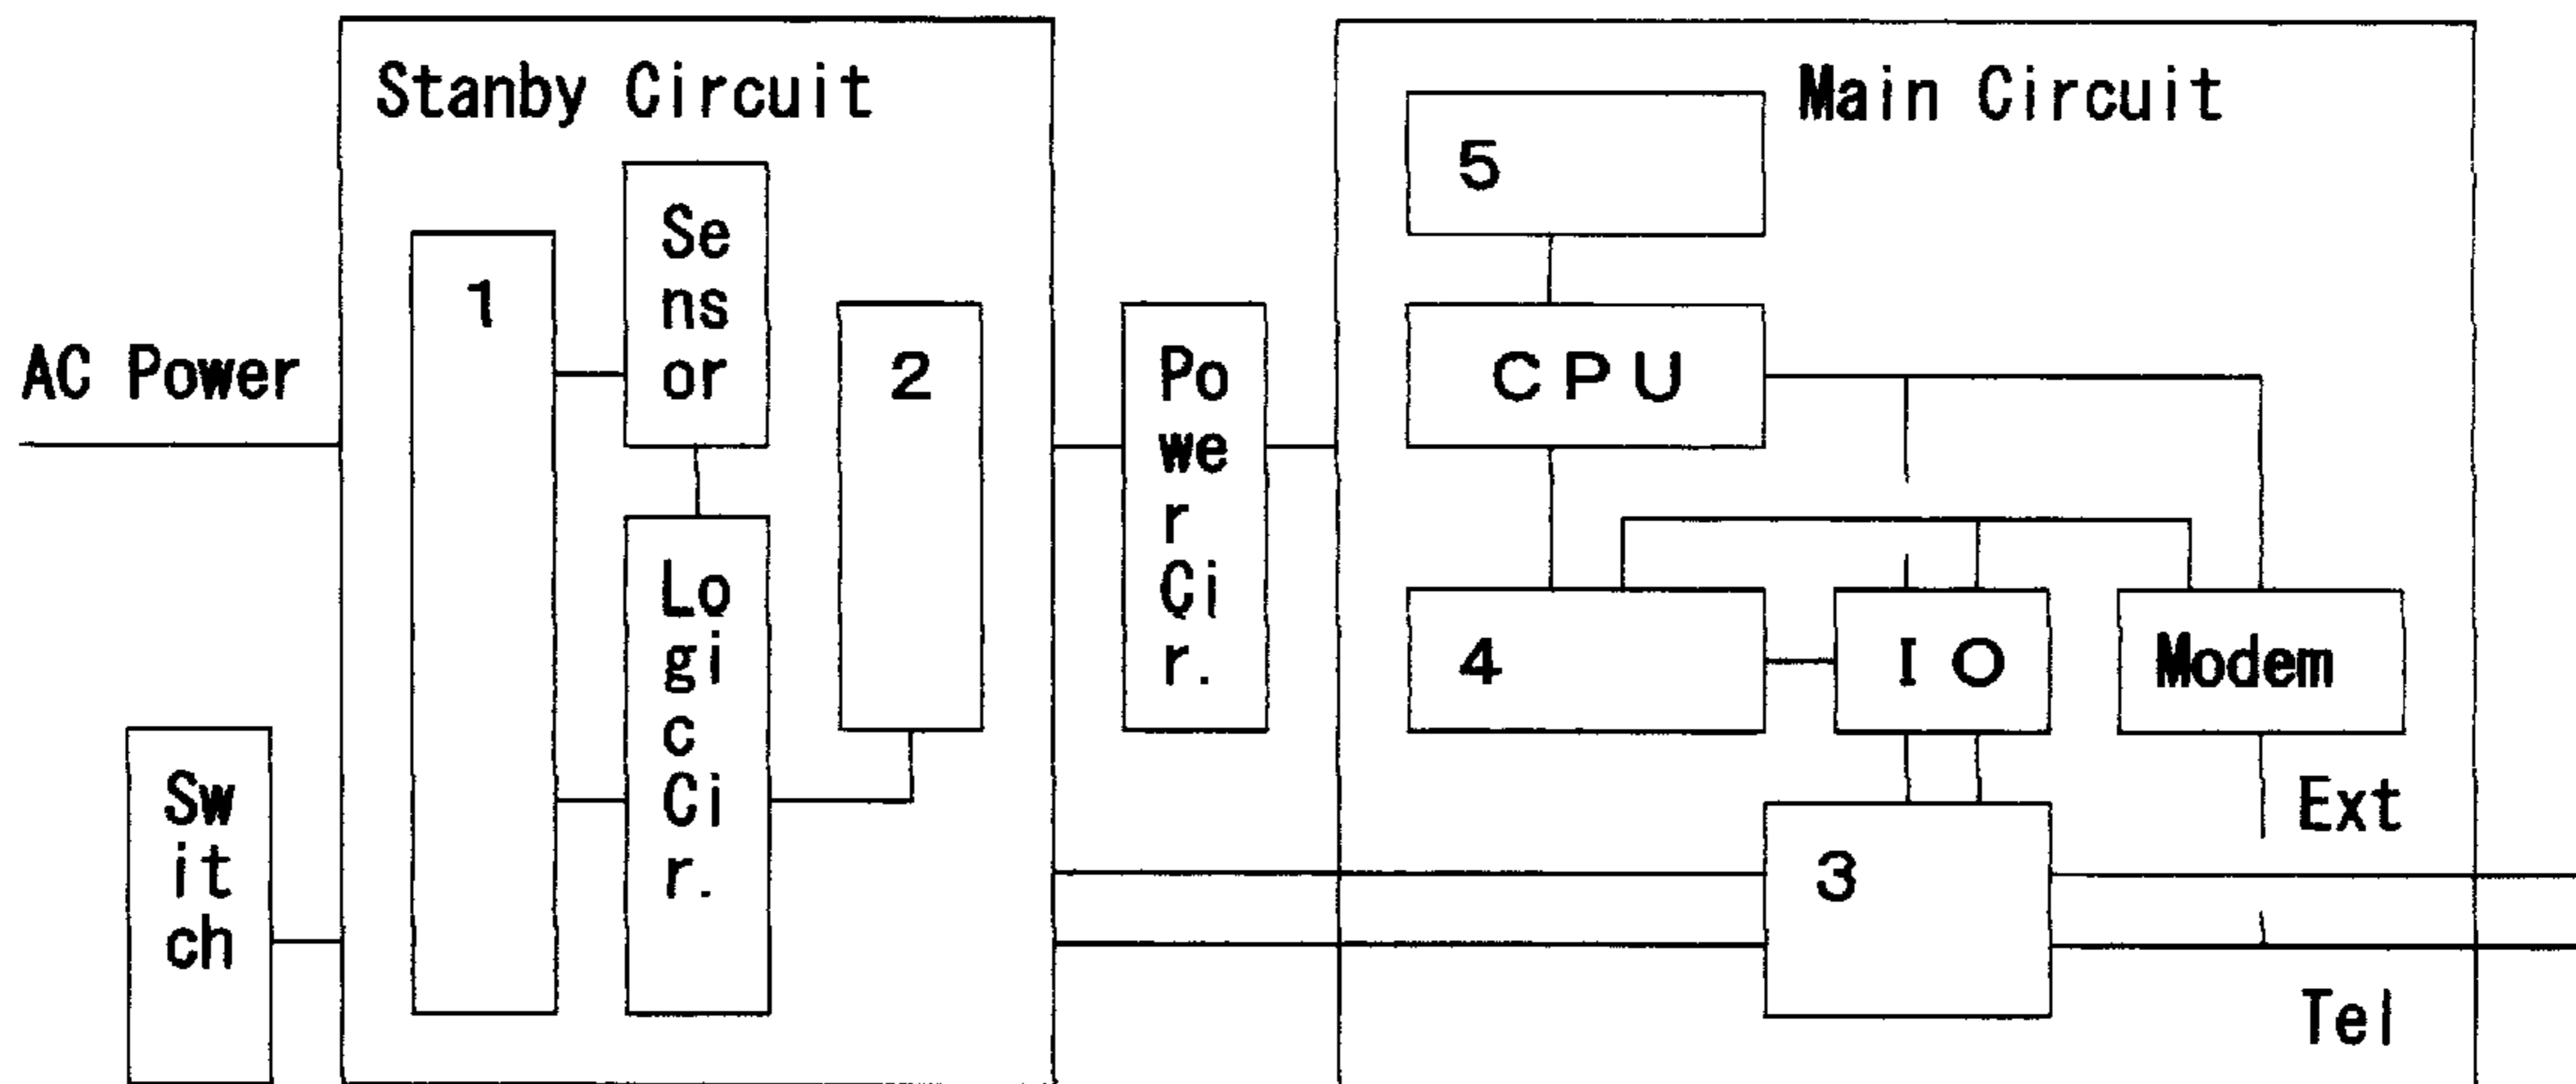 Stanby Circuit
Main Circuit
5
Se
ns
or
1
2
AC Power
Po
we
r
Ci
r.
CPU
Lo
gi
c
Ci
r.
4
IO
Modem
Sw
it
ch
3
Ext
Tel